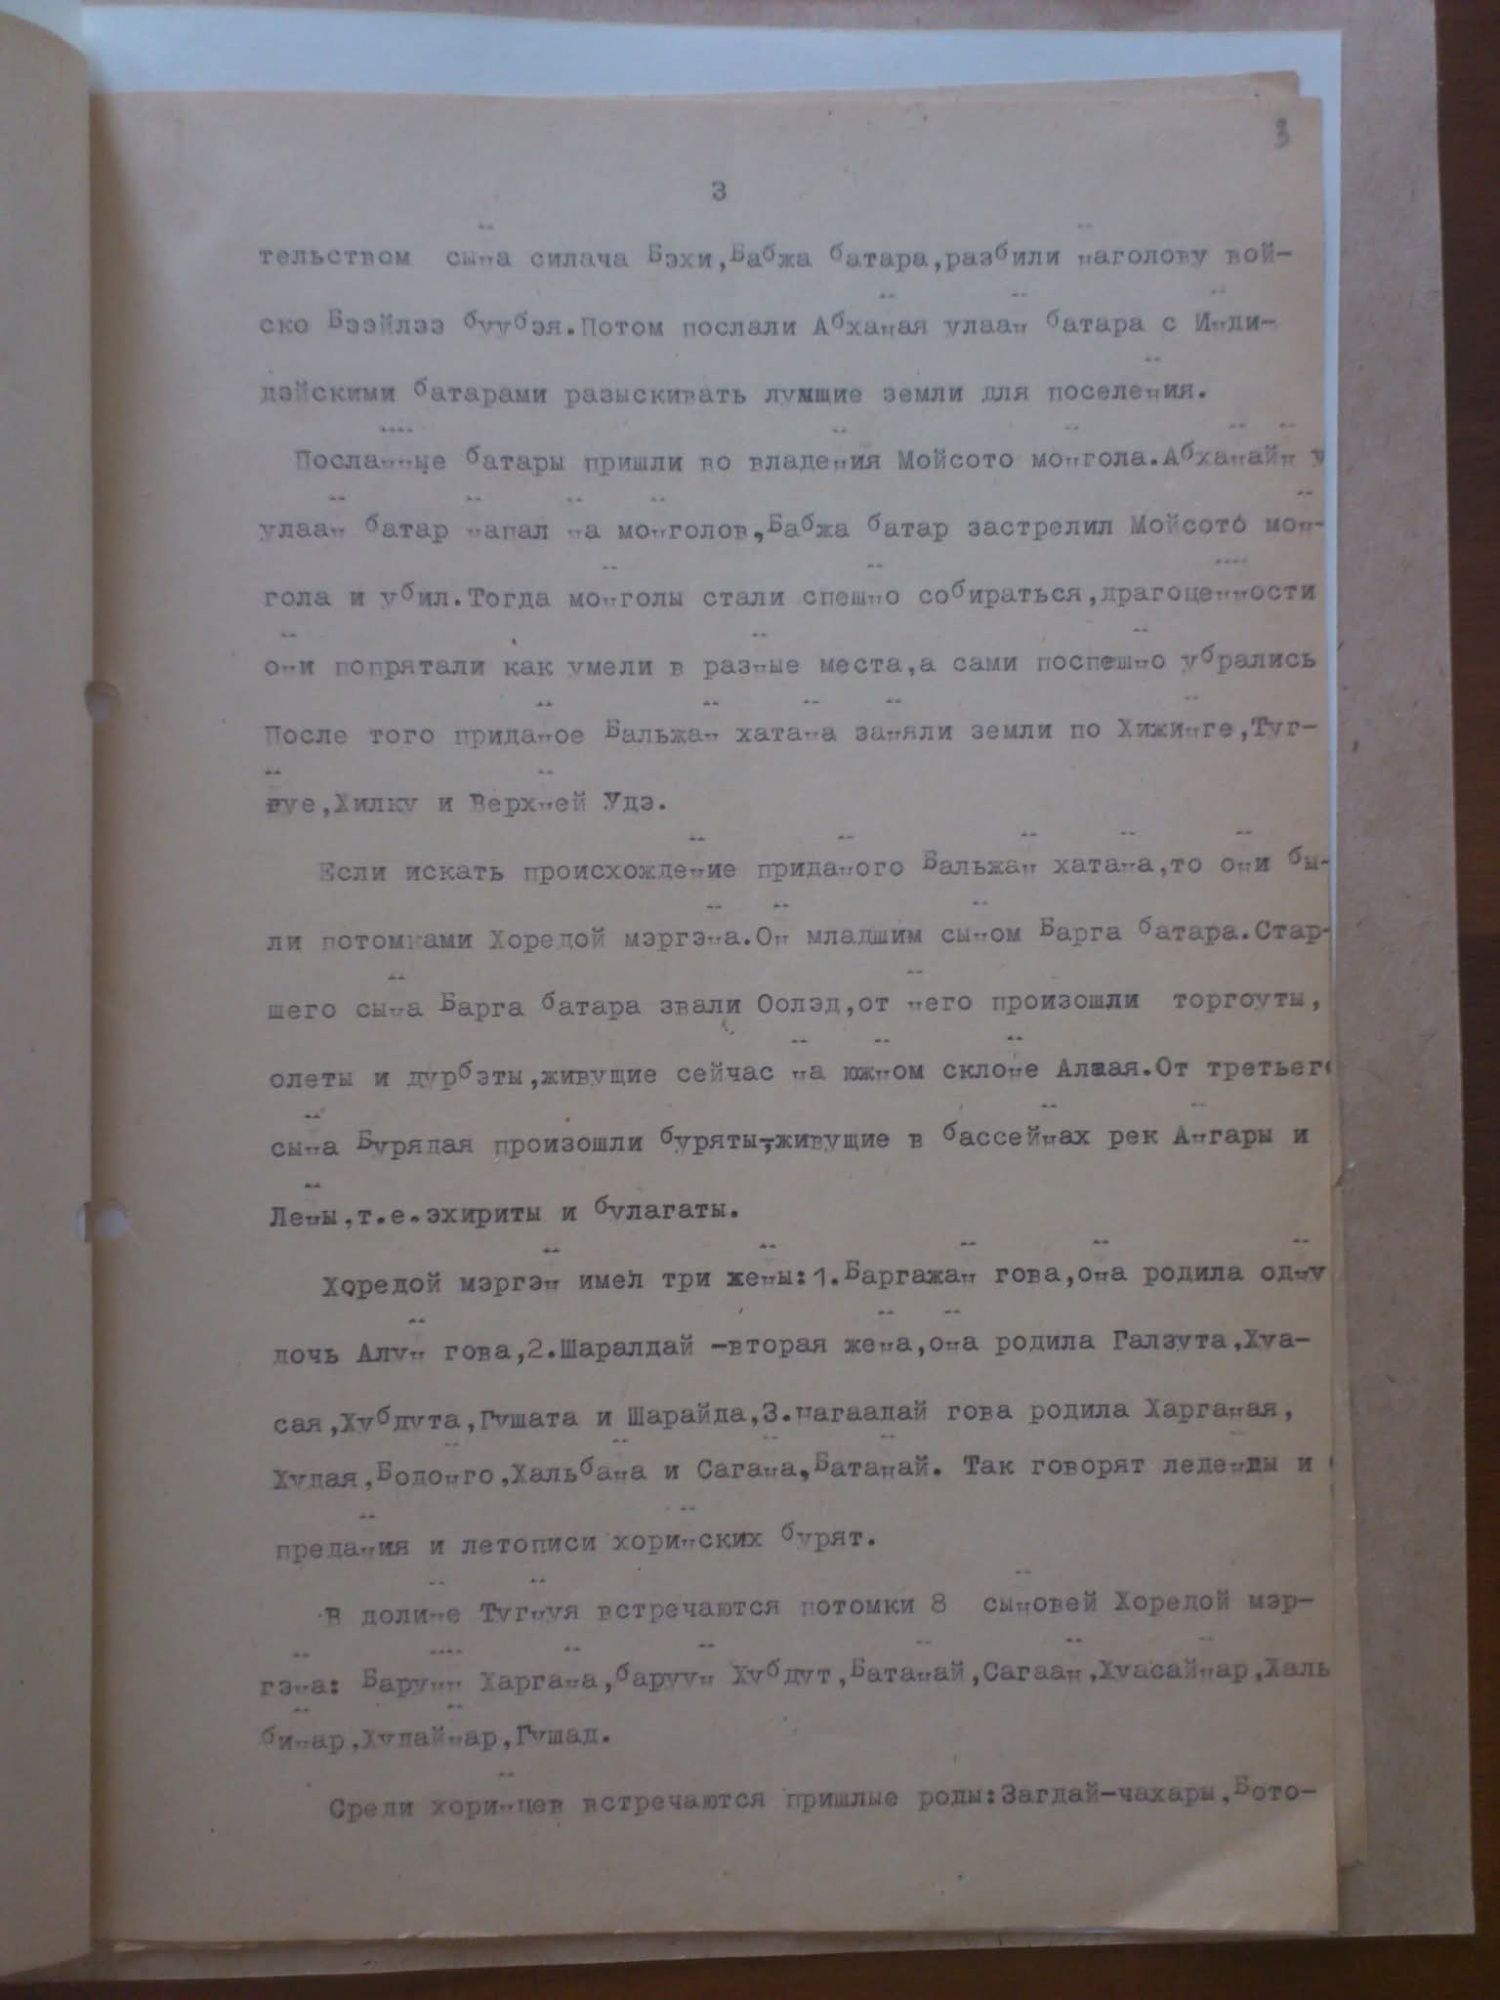 3
3
тельством сына силача Бэхи,Бабжа батара,разбили наголову вой-
ско Бээйлээ буубэя.Потом послали Абханая улаан батара с Инди-
дэйскими батарами разыскивать лучшие земли для поселения.
Посланные батары пришли во владения Мойсото монгола.Абханайн у
улаан батар напал на монголов,Бабжа батар застрелил Мойсото мон-
гола и убил.Тогда монголы стали спешно собираться,драгоценности
они попрятали как умели в разные места,а сами поспешно убрались
После того приданое Бальжан хатана заняли земли по Хижинге,Туг-
нуе,Хилку и Верхней Удэ.
Если искать происхождение приданого Бальжан хатана,то они бы-
ли потомками Хоредой мэргэна.Он младшим сыном Барга батара.Стар-
шего сына Барга батара звали Оолэд,от него произошли торгоуты,
олеты и дурбэты,живущие сейчас на южном склоне Алтая.От третьего
сына Бурядая произошли буряты,живущие в бассейнах рек Ангары и
Лены,т.е.эхириты и булагаты.
Хоредой мэргэн имел три жены:1.Баргажан гова,она родила одну
дочь Алун гова,2.Шаралдай -вторая жена,она родила Галзута,Хуа-
сая,Хубдута,Гушата и Шарайда,3.Нагаадай гова родила Харганая,
Худая,Бодонго,Хальбана и Сагана,Батанай. Так говорят леденды и
предания и летописи хоринских бурят.
В долине Тугнуя встречаются потомки 8 сыновей Хоредой мэр-
гэна: Барунн Харгана,баруун Хубдут,Батанай,Сагаан,Хуасайнар,Халь
бинар,Худайнар,Гушад.
Среди хоринцев встречаются пришлые роды:Загдай-чахары,Бото-